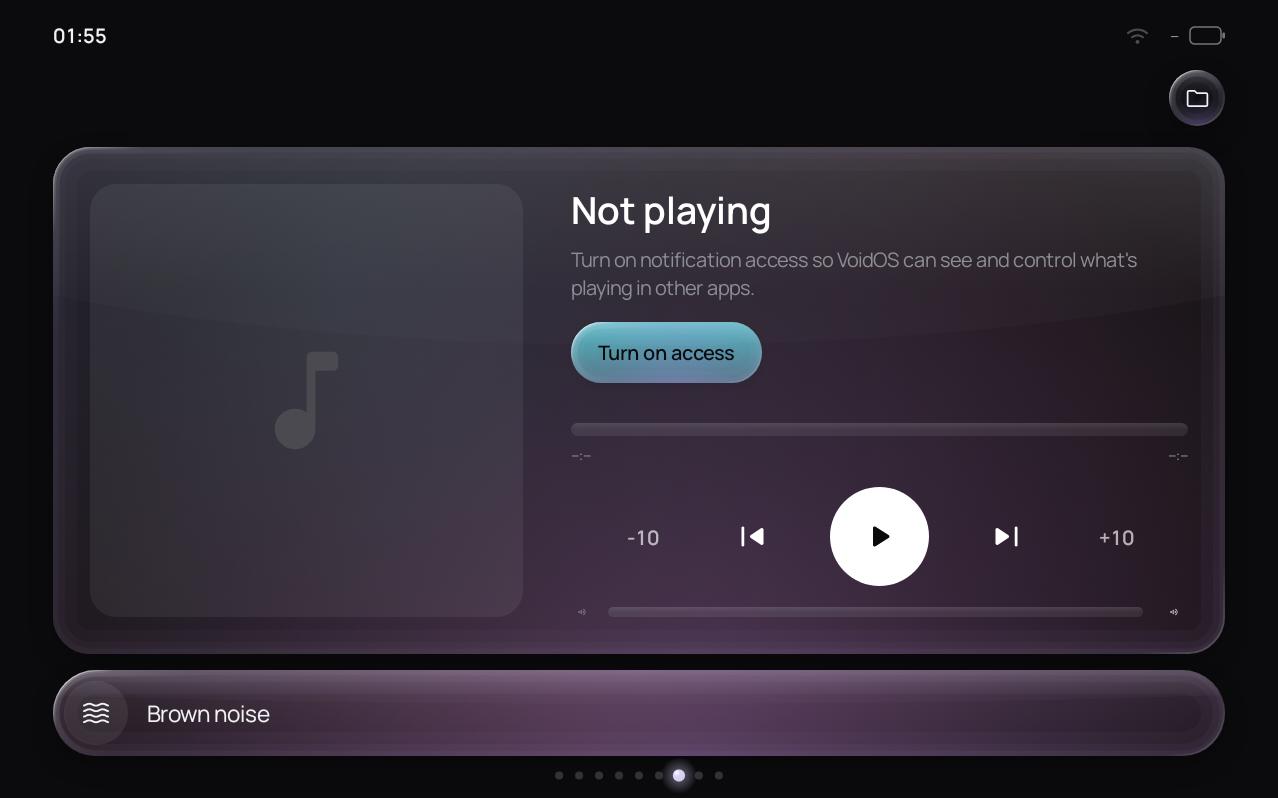 01:55
–
Not playing
Turn on notification access so VoidOS can see and control what's
playing in other apps.
Turn on access
–:–
–:–
-10
+10
Brown noise